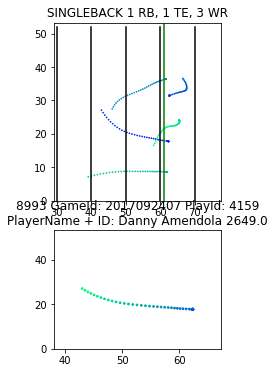 SINGLEBACK 1 RB, 1 TE, 3 WR
50
40
30
20
10
0
30 40 50 60 70
8993 GameId: 2017092407 PlayId: 4159
PlayerName + ID: Danny Amendola 2649.0
40
20
0
40 50 60